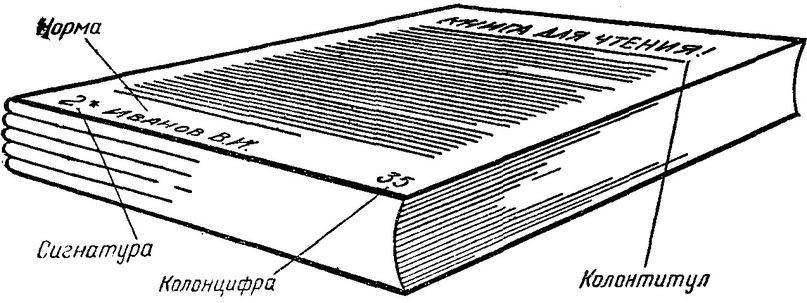 Норма
КНИГА ДЛЯ ЧТЕНИЯ!
2* ИВАНОВ В.И.
35
Сигнатура
Колонцифра
Колонтитул